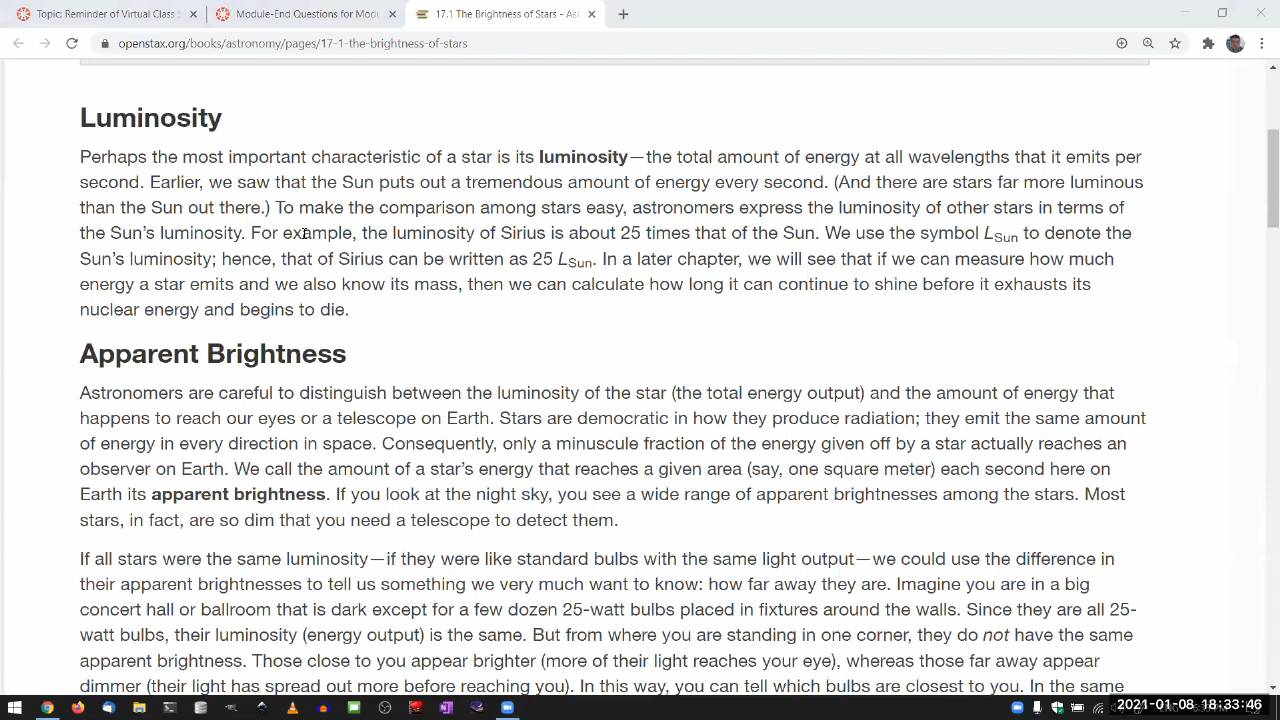 Topic: Reminder of Virtual Class S
Module-End Questions for Modu
17.1 The Brightness of Stars - Ast
openstax.org/books/astronomy/pages/17-1-the-brightness-of-stars
Luminosity
Perhaps the most important characteristic of a star is its luminosity—the total amount of energy at all wavelengths that it emits per
second. Earlier, we saw that the Sun puts out a tremendous amount of energy every second. (And there are stars far more luminous
than the Sun out there.) To make the comparison among stars easy, astronomers express the luminosity of other stars in terms of
the Sun’s luminosity. For example, the luminosity of Sirius is about 25 times that of the Sun. We use the symbol LSun to denote the
Sun’s luminosity; hence, that of Sirius can be written as 25 LSun. In a later chapter, we will see that if we can measure how much
energy a star emits and we also know its mass, then we can calculate how long it can continue to shine before it exhausts its
nuclear energy and begins to die.
Apparent Brightness
Astronomers are careful to distinguish between the luminosity of the star (the total energy output) and the amount of energy that
happens to reach our eyes or a telescope on Earth. Stars are democratic in how they produce radiation; they emit the same amount
of energy in every direction in space. Consequently, only a minuscule fraction of the energy given off by a star actually reaches an
observer on Earth. We call the amount of a star’s energy that reaches a given area (say, one square meter) each second here on
Earth its apparent brightness. If you look at the night sky, you see a wide range of apparent brightnesses among the stars. Most
stars, in fact, are so dim that you need a telescope to detect them.
If all stars were the same luminosity—if they were like standard bulbs with the same light output—we could use the difference in
their apparent brightnesses to tell us something we very much want to know: how far away they are. Imagine you are in a big
concert hall or ballroom that is dark except for a few dozen 25-watt bulbs placed in fixtures around the walls. Since they are all 25-
watt bulbs, their luminosity (energy output) is the same. But from where you are standing in one corner, they do not have the same
apparent brightness. Those close to you appear brighter (more of their light reaches your eye), whereas those far away appear
dimmer (their light has spread out more before reaching you). In this way, you can tell which bulbs are closest to you. In the same
2021-01-08 18:33:46